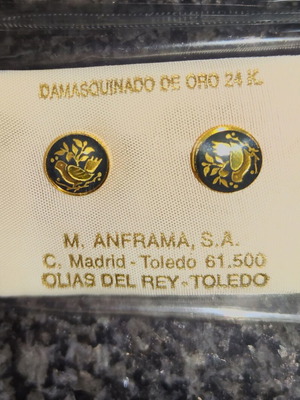 DAMASQUINADO DE ORO 24 K.
M. ANFRAMA, S.A.
C. Madrid - Toledo 61.500
OLIAS DEL REY-TOLEDO